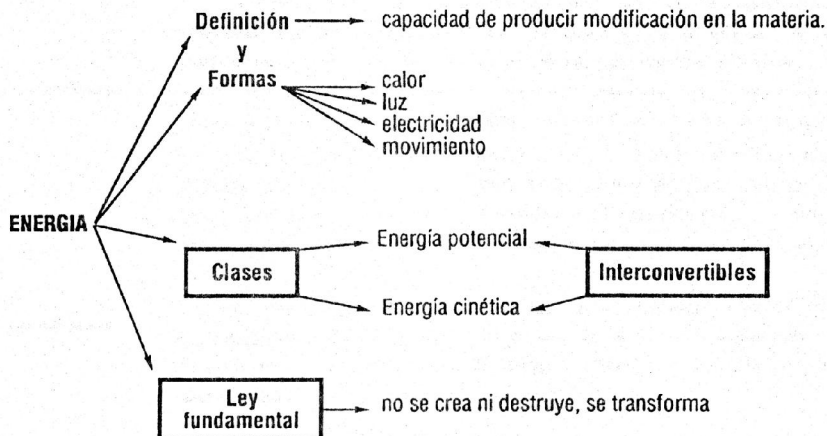 Definición
capacidad de producir modificación en la materia.
y
Formas
calor
luz
electricidad
movimiento
ENERGIA
Clases
Energía potencial
Energía cinética
Interconvertibles
Ley
fundamental
no se crea ni destruye, se transforma